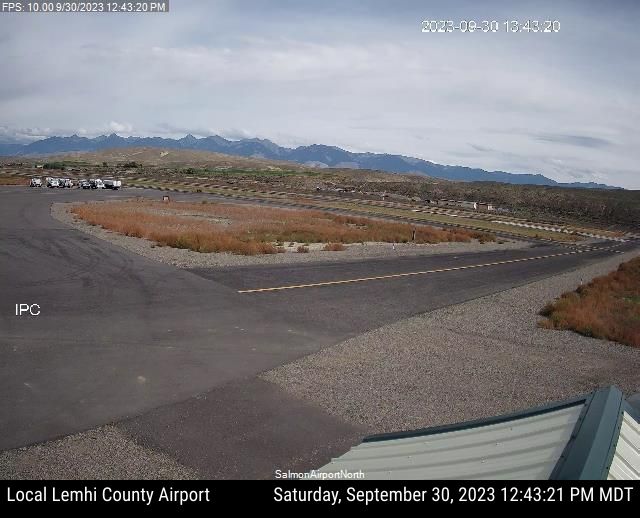 FPS: 10.00 9/30/2023 12:43:20 PM
2023-09-30 13:43:20
IPC
SalmonAirportNorth
Local Lemhi County Airport Saturday, September 30, 2023 12:43:21 PM MDT